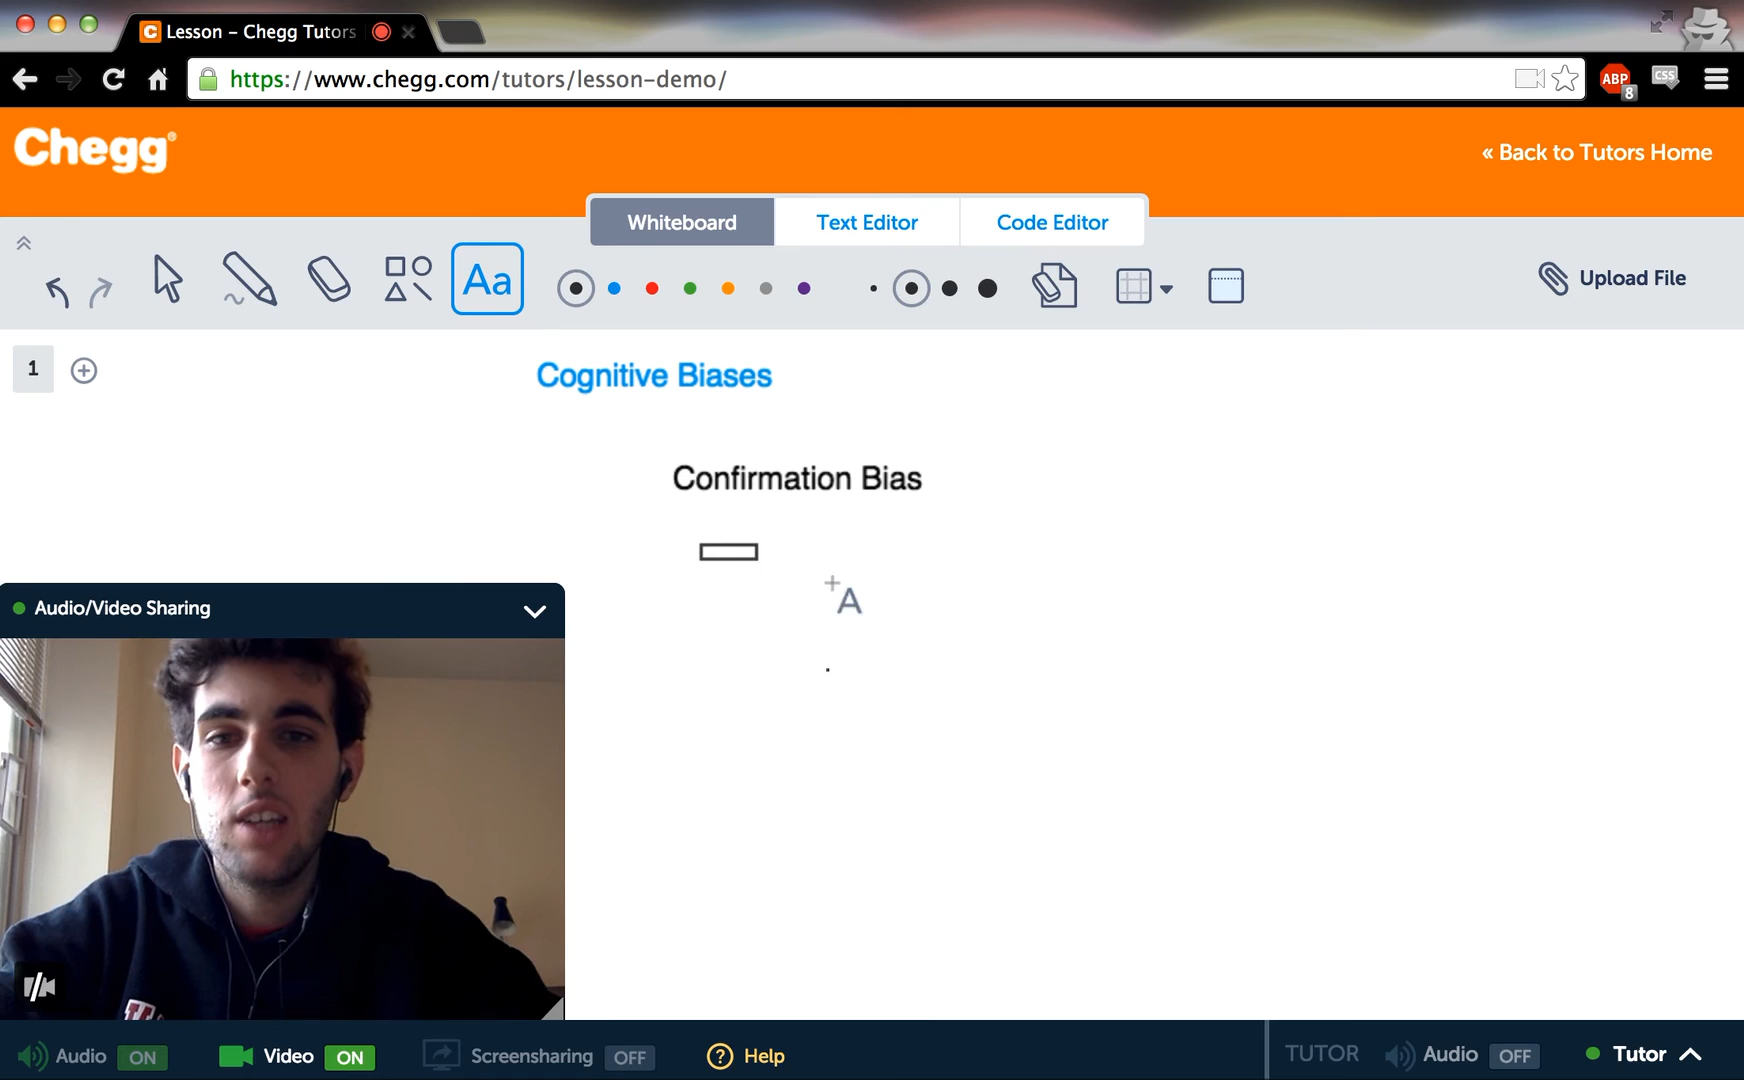 Lesson – Chegg Tutors
https://www.chegg.com/tutors/lesson-demo/
ABP
8
CSS
Chegg®
« Back to Tutors Home
Whiteboard
Text Editor
Code Editor
Aa
Upload File
1
Cognitive Biases
Confirmation Bias
A
Audio/Video Sharing
Audio ON
Video ON
Screensharing OFF
? Help
TUTOR
Audio OFF
Tutor